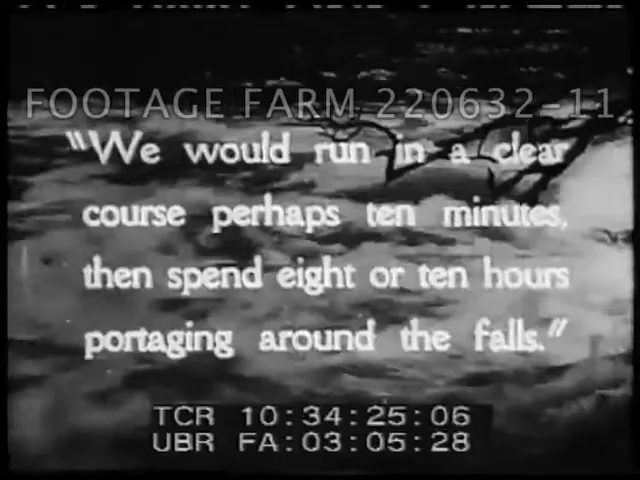 FOOTAGE FARM 220632-11
"We would run in a clear
course perhaps ten minutes,
then spend eight or ten hours
portaging around the falls."
TCR 10:34:25:06
UBR FA:03:05:28